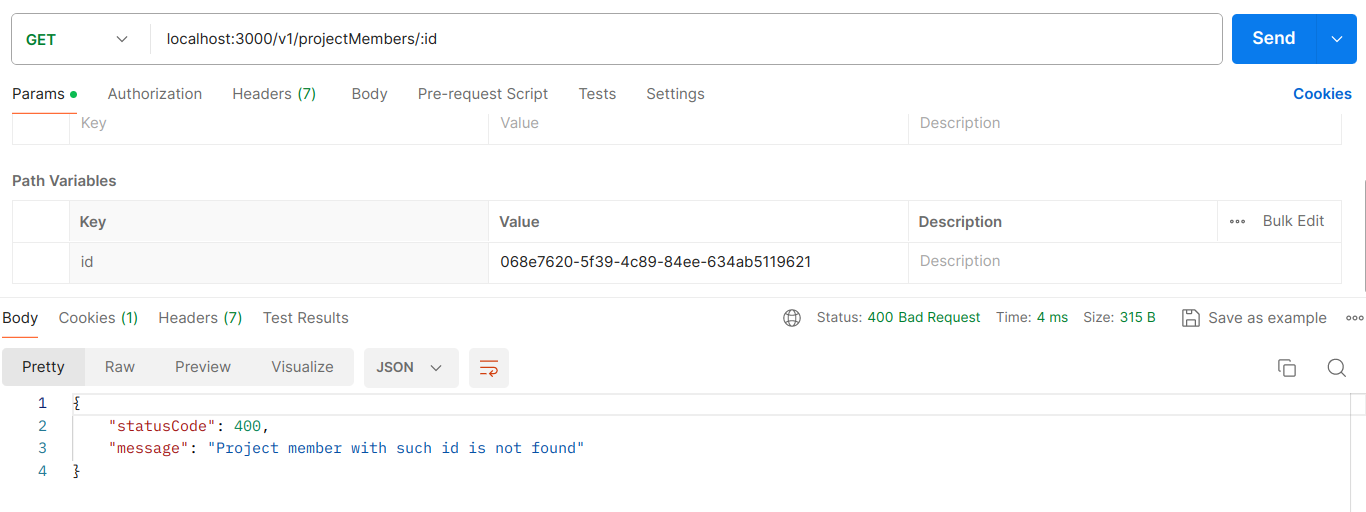 GET localhost:3000/v1/projectMembers/:id Send
Params Authorization Headers (7) Body Pre-request Script Tests Settings Cookies
Key Value Description
Path Variables
Key Value Description Bulk Edit
id 068e7620-5f39-4c89-84ee-634ab5119621 Description
Body Cookies (1) Headers (7) Test Results Status: 400 Bad Request Time: 4 ms Size: 315 B Save as example
Pretty Raw Preview Visualize JSON
1 {
2 "statusCode": 400,
3 "message": "Project member with such id is not found"
4 }